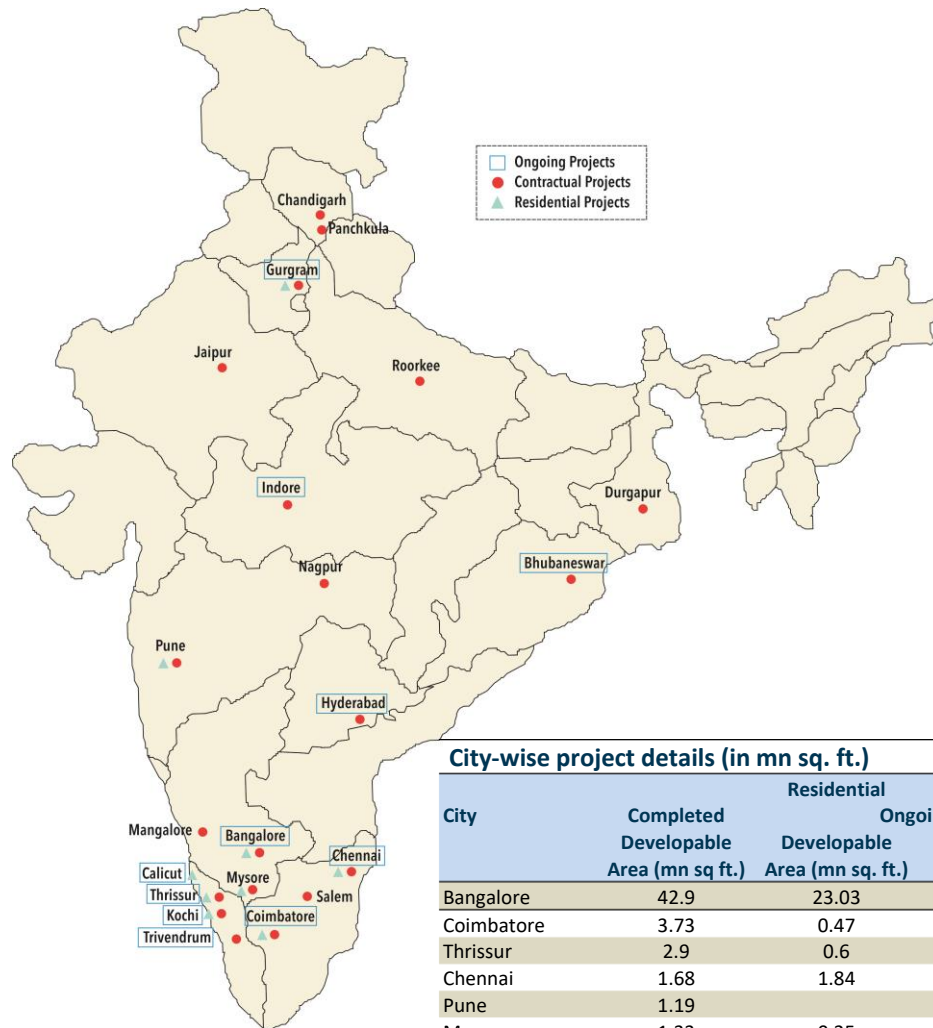 Ongoing Projects
Contractual Projects
Residential Projects
Chandigarh
Panchkula
Gurgram
Jaipur
Roorkee
Indore
Durgapur
Nagpur
Bhubaneswar
Pune
Hyderabad
City-wise project details (in mn sq. ft.)
Residential
City Completed Ongoi
Developable Developable
Area (mn sq ft.) Area (mn sq. ft.)
Bangalore 42.9 23.03
Coimbatore 3.73 0.47
Thrissur 2.9 0.6
Chennai 1.68 1.84
Pune 1.19
Mangalore
Bangalore
Chennai
Calicut
Mysore
Thrissur
Salem
Kochi
Coimbatore
Trivendrum